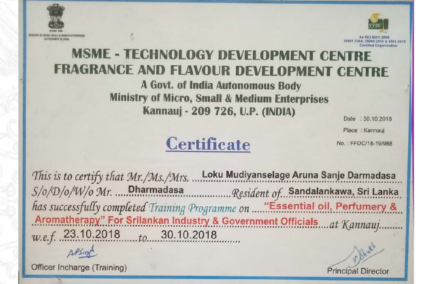 MSME - TECHNOLOGY DEVELOPMENT CENTRE
FRAGRANCE AND FLAVOUR DEVELOPMENT CENTRE
A Govt. of India Autonomous Body
Ministry of Micro, Small & Medium Enterprises
Kannauj - 209 726, U.P. (INDIA)
Date : 30.10.2018
Place : Kannauj
No. : FFDC/18-19/988
Certificate
This is to certify that Mr./Ms./Mrs. Loku Mudiyanselage Aruna Sanje Darmadasa
S/o/D/o/W/o Mr. Dharmadasa Resident of Sandalankawa, Sri Lanka
has successfully completed Training Programme on "Essential oil, Perfumery &
Aromatherapy" For Srilankan Industry & Government Officials at Kannauj
w.e.f. 23.10.2018 to 30.10.2018
Officer Incharge (Training)
Principal Director